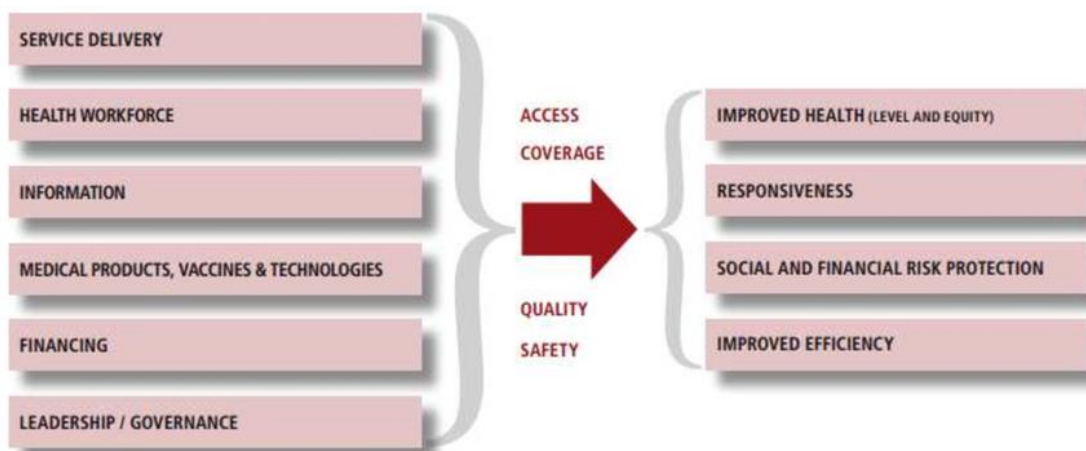 SERVICE DELIVERY
HEALTH WORKFORCE
INFORMATION
MEDICAL PRODUCTS, VACCINES & TECHNOLOGIES
FINANCING
LEADERSHIP / GOVERNANCE
ACCESS
COVERAGE
QUALITY
SAFETY
IMPROVED HEALTH (LEVEL AND EQUITY)
RESPONSIVENESS
SOCIAL AND FINANCIAL RISK PROTECTION
IMPROVED EFFICIENCY